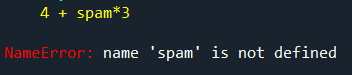 4 + spam*3
NameError: name 'spam' is not defined